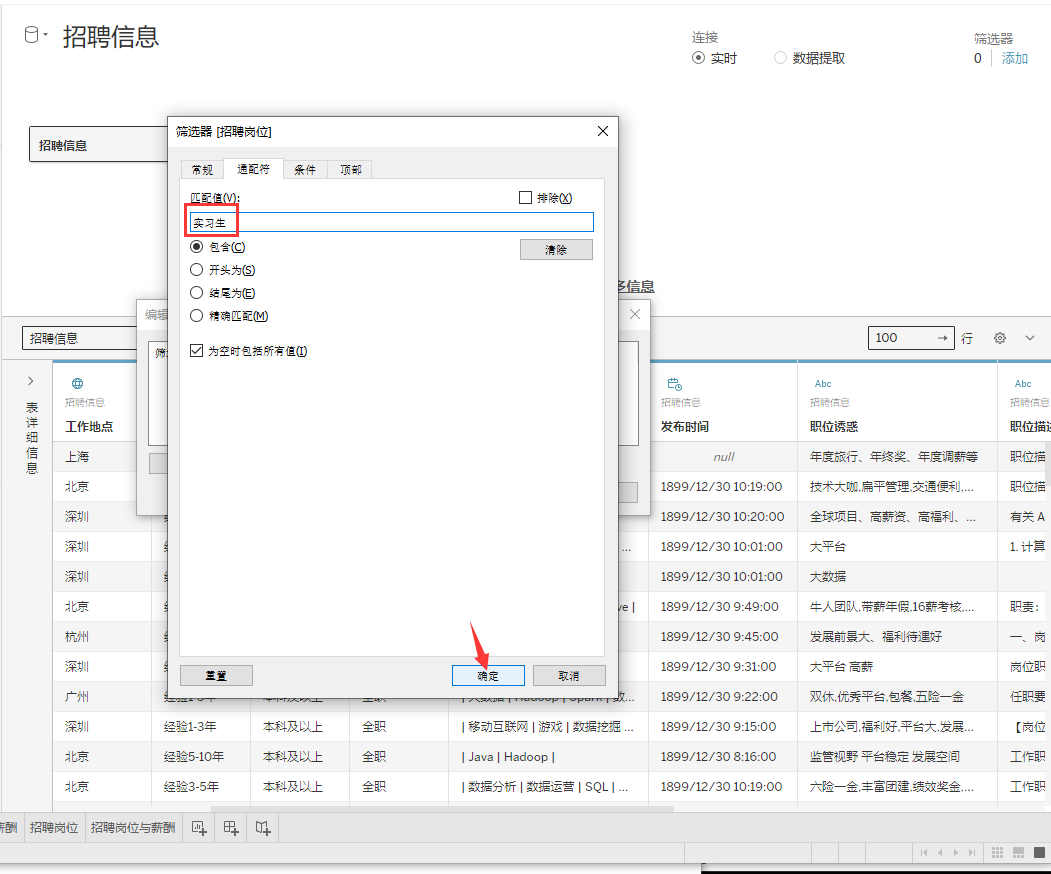 招聘信息
连接
实时
数据提取
筛选器
0
添加
招聘信息
筛选器 [招聘岗位]
常规
通配符
条件
顶部
匹配值(V):
排除(X)
实习生
包含(C)
清除
开头为(S)
结尾为(E)
精确匹配(M)
为空时包括所有值(I)
重置
确定
取消
多信息
编辑
招聘信息
100
行
表详细信息
招聘信息
工作地点
招聘信息
发布时间
Abc
招聘信息
职位诱惑
Abc
招聘信息
职位描述
上海 null 年度旅行、年终奖、年度调薪等 职位描
北京 1899/12/30 10:19:00 技术大咖,扁平管理,交通便利,... 职位描
深圳 1899/12/30 10:20:00 全球项目、高薪资、高福利、... 有关 A
深圳 ... 1899/12/30 10:01:00 大平台 1. 计算
深圳 1899/12/30 10:01:00 大数据
北京 ve | 1899/12/30 9:49:00 牛人团队,带薪年假,16薪考核,... 职责:
杭州 1899/12/30 9:45:00 发展前景大、福利待遇好 一、岗
深圳 1899/12/30 9:31:00 大平台 高薪 岗位职
广州 经验1-3年 本科及以上 全职 | 大数据 | Hadoop | Spark | 数... 1899/12/30 9:22:00 双休,优秀平台,包餐,五险一金 任职要
深圳 经验1-3年 本科及以上 全职 | 移动互联网 | 游戏 | 数据挖掘 ... 1899/12/30 9:15:00 上市公司,福利好,平台大,发展... 【岗位
北京 经验5-10年 本科及以上 全职 | Java | Hadoop | 1899/12/30 8:16:00 监管视野 平台稳定 发展空间 工作职
北京 经验3-5年 本科及以上 全职 | 数据分析 | 数据运营 | SQL | ... 1899/12/30 10:19:00 六险一金,丰富团建,绩效奖金,... 工作职
薪酬
招聘岗位
招聘岗位与薪酬